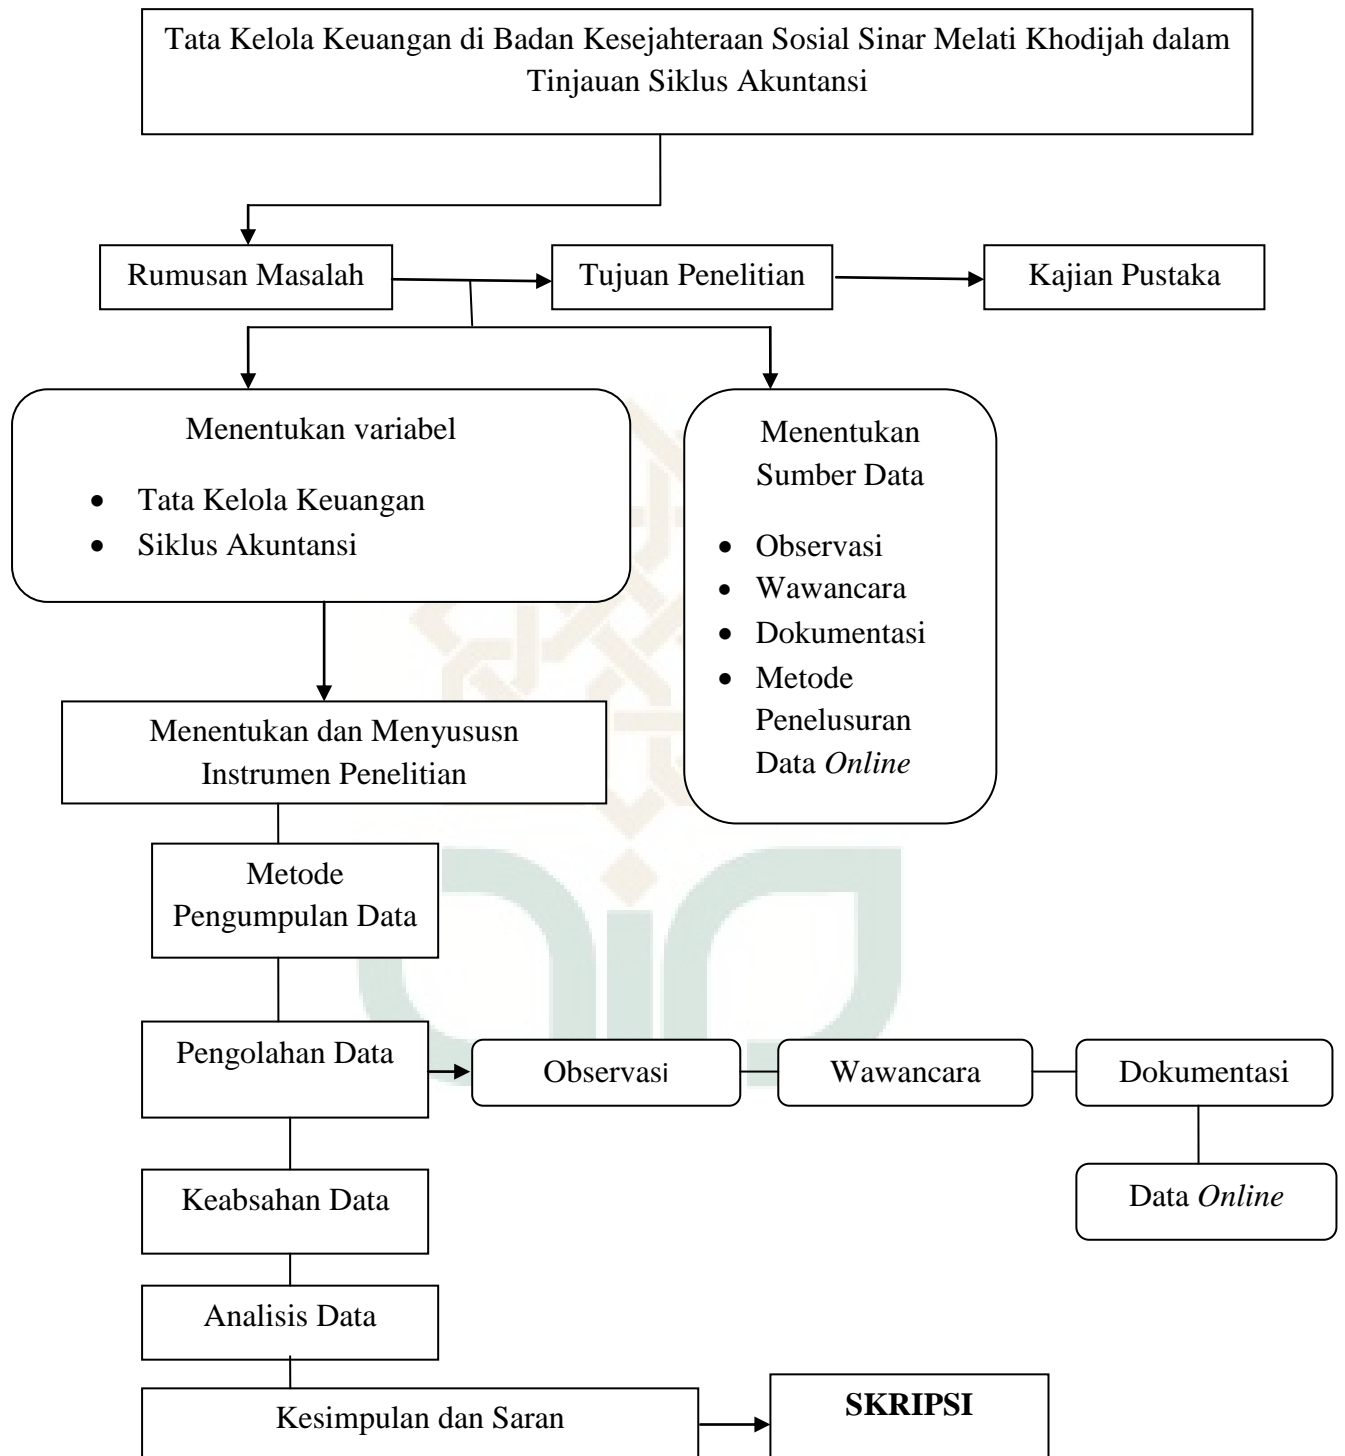 Tata Kelola Keuangan di Badan Kesejahteraan Sosial Sinar Melati Khodijah dalam
Tinjauan Siklus Akuntansi
Rumusan Masalah
Tujuan Penelitian
Kajian Pustaka
Menentukan variabel
• Tata Kelola Keuangan
• Siklus Akuntansi
Menentukan
Sumber Data
• Observasi
• Wawancara
• Dokumentasi
• Metode
Penelusuran
Data Online
Menentukan dan Menyususn
Instrumen Penelitian
Metode
Pengumpulan Data
Pengolahan Data
Observasi
Wawancara
Dokumentasi
Data Online
Keabsahan Data
Analisis Data
Kesimpulan dan Saran
SKRIPSI